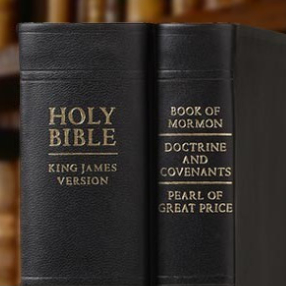 HOLY
BIBLE
KING JAMES
VERSION
BOOK OF
MORMON
DOCTRINE
AND
COVENANTS
PEARL OF
GREAT PRICE